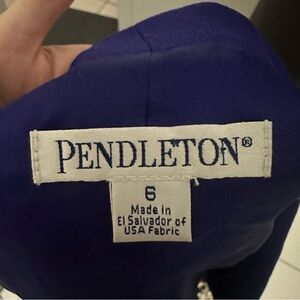 PENDLETON®
6
Made in
El Salvador of
USA Fabric